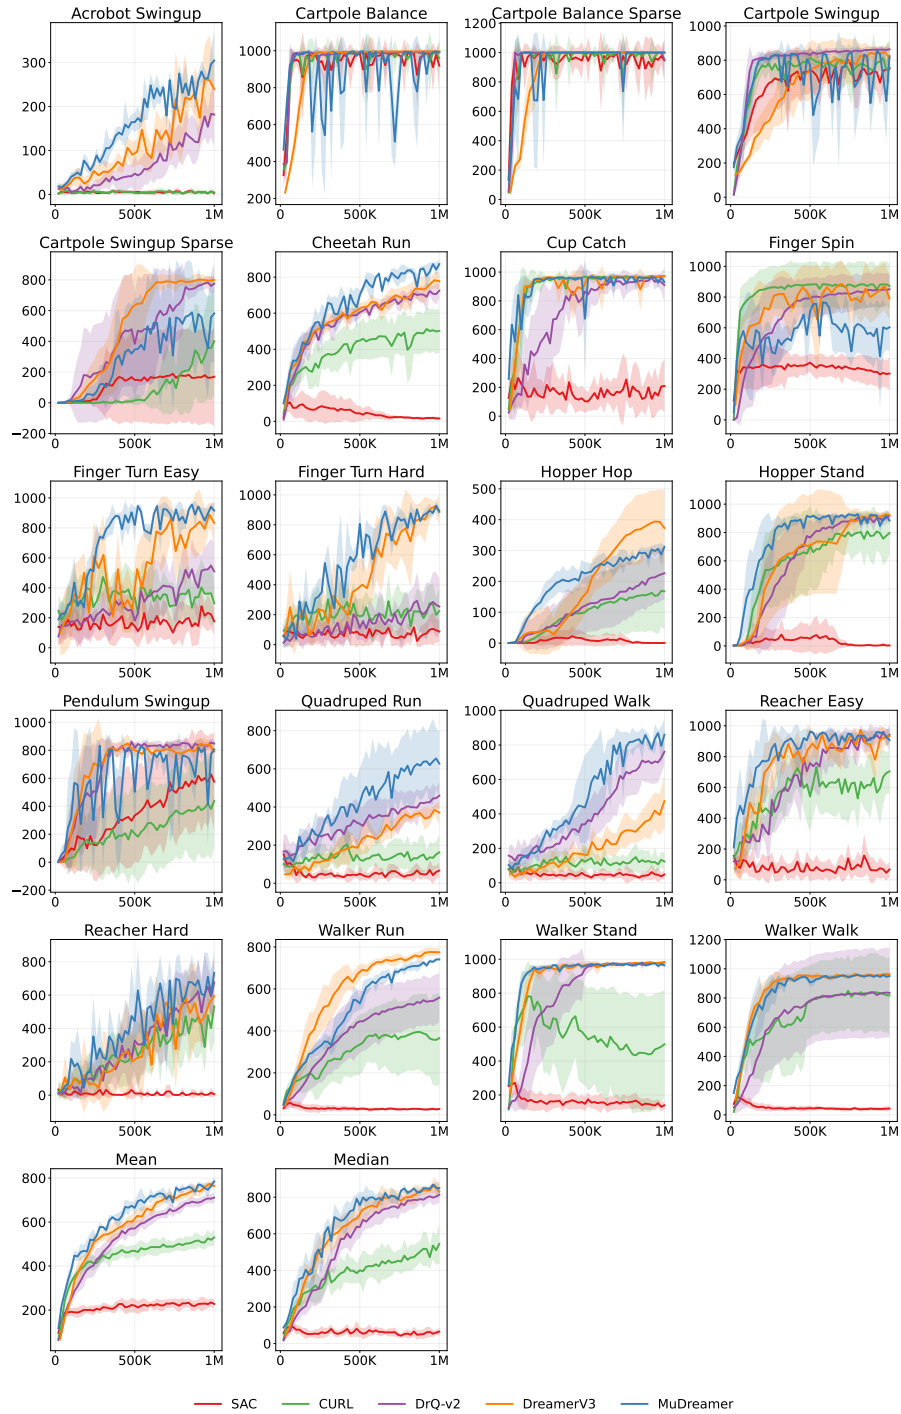 Acrobot Swingup
Cartpole Balance
Cartpole Balance Sparse
Cartpole Swingup
300
200
100
0
0
500K
1M
1000
800
600
400
200
0
500K
1M
1200
1000
800
600
400
200
0
0
500K
1M
800
600
400
200
0
0
500K
1M
Cartpole Swingup Sparse
Cheetah Run
Cup Catch
Finger Spin
800
600
400
200
0
−200
0
500K
1M
800
600
400
200
0
0
500K
1M
1000
800
600
400
200
0
0
500K
1M
1000
800
600
400
200
0
0
500K
1M
Finger Turn Easy
Finger Turn Hard
Hopper Hop
Hopper Stand
1000
800
600
400
200
0
0
500K
1M
1000
800
600
400
200
0
0
500K
1M
500
400
300
200
100
0
0
500K
1M
1000
800
600
400
200
0
0
500K
1M
Pendulum Swingup
Quadruped Run
Quadruped Walk
Reacher Easy
1000
800
600
400
200
0
−200
0
500K
1M
800
600
400
200
0
0
500K
1M
800
600
400
200
0
0
500K
1M
1000
800
600
400
200
0
0
500K
1M
Reacher Hard
Walker Run
Walker Stand
Walker Walk
800
600
400
200
0
0
500K
1M
800
600
400
200
0
0
500K
1M
1000
800
600
400
200
0
500K
1M
1200
1000
800
600
400
200
0
0
500K
1M
Mean
Median
800
600
400
200
0
500K
1M
800
600
400
200
0
0
500K
1M
SAC
CURL
DrQ-v2
DreamerV3
MuDreamer